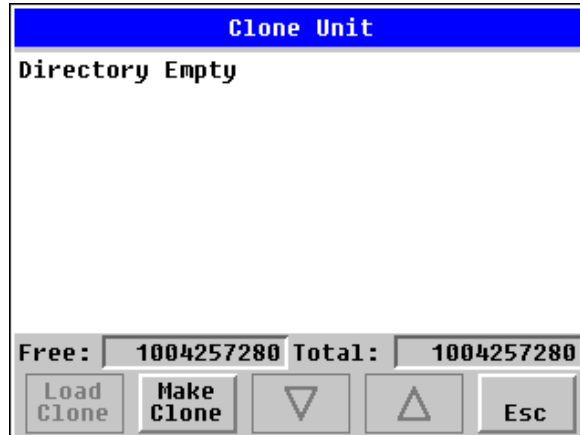 Clone Unit
Directory Empty
Free: 1004257280 Total: 1004257280
Load Clone
Make Clone
Esc